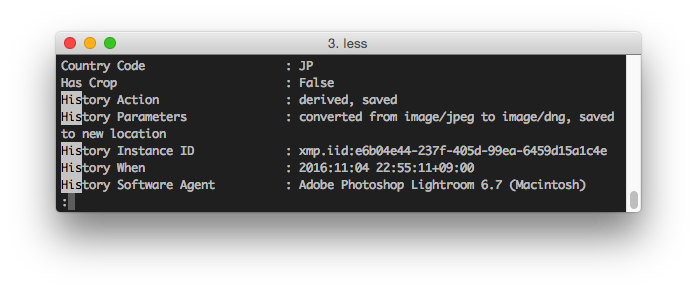 3. less
Country Code : JP
Has Crop : False
History Action : derived, saved
History Parameters : converted from image/jpeg to image/dng, saved
to new location
History Instance ID : xmp.iid:e6b04e44-237f-405d-99ea-6459d15a1c4e
History When : 2016:11:04 22:55:11+09:00
History Software Agent : Adobe Photoshop Lightroom 6.7 (Macintosh)
: